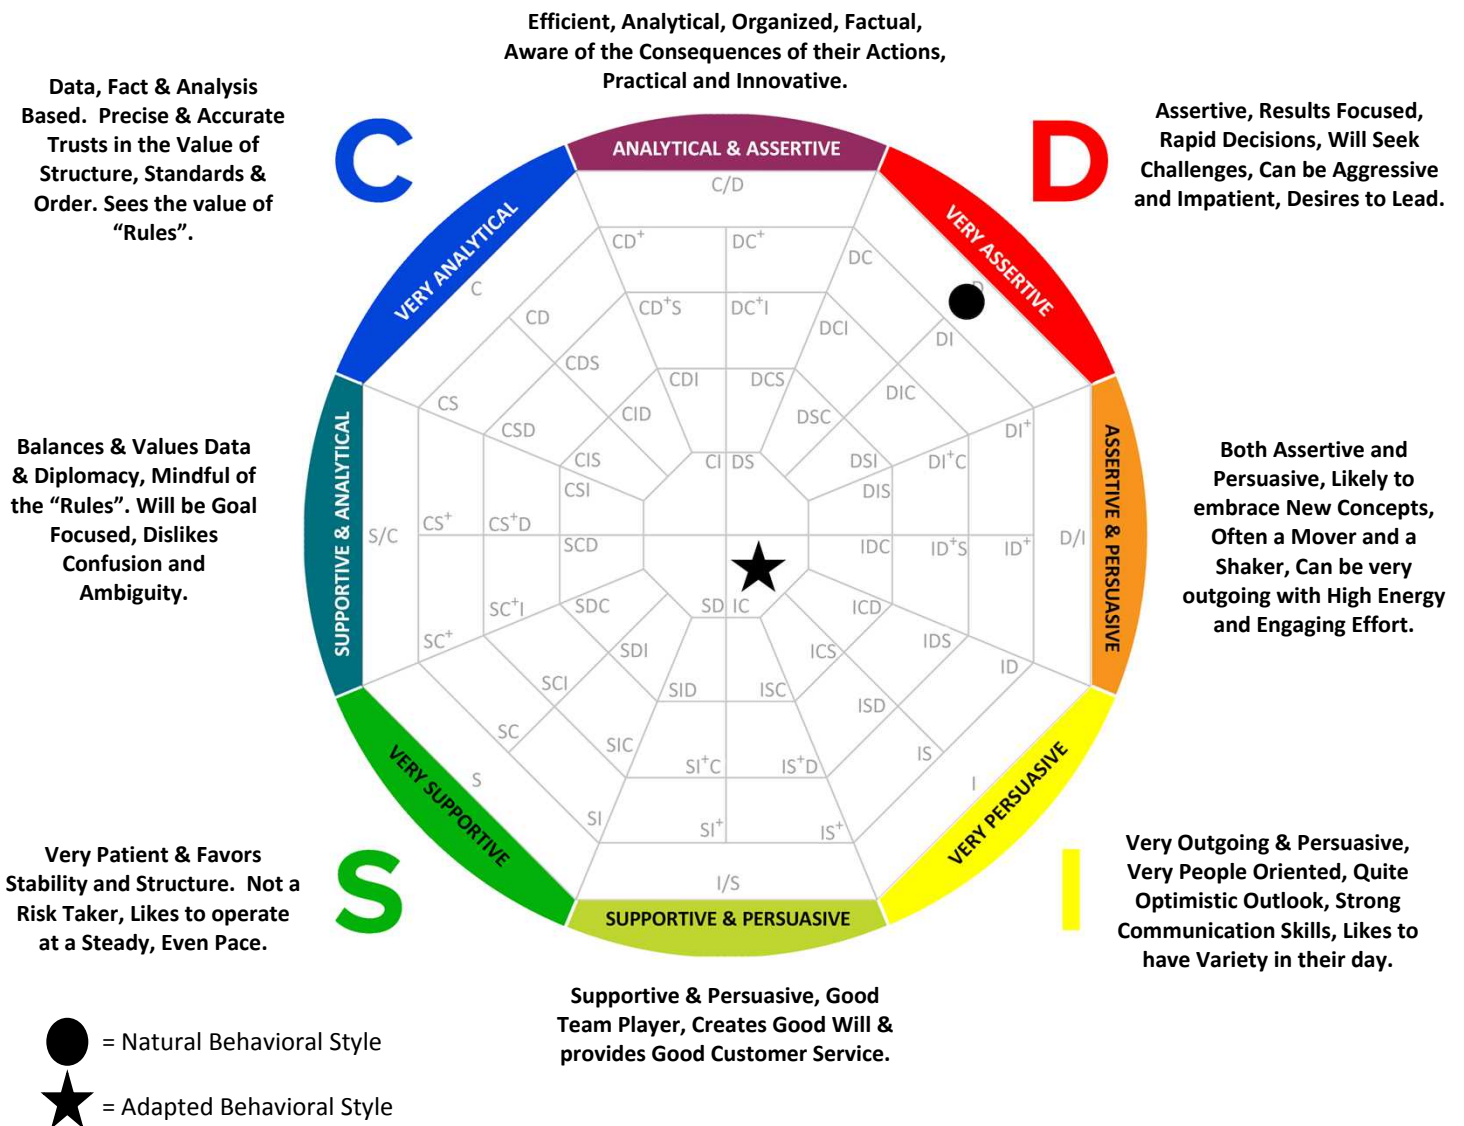 Efficient, Analytical, Organized, Factual,
Aware of the Consequences of their Actions,
Practical and Innovative.
Data, Fact & Analysis
Based. Precise & Accurate
Trusts in the Value of
Structure, Standards &
Order. Sees the value of
“Rules”.
C
D
Assertive, Results Focused,
Rapid Decisions, Will Seek
Challenges, Can be Aggressive
and Impatient, Desires to Lead.
ANALYTICAL & ASSERTIVE
VERY ANALYTICAL
VERY ASSERTIVE
C/D
CD+
DC+
DC
C
D
CD
CD+S
DC+I
DCI
DI
CDS
CDI
DCS
DIC
CS
CID
DSC
CSD
DI+
CIS
CI
DS
DSI
DI+C
CSI
DIS
Balances & Values Data
& Diplomacy, Mindful of
the “Rules”. Will be Goal
Focused, Dislikes
Confusion and
Ambiguity.
SUPPORTIVE & ANALYTICAL
ASSERTIVE & PERSUASIVE
Both Assertive and
Persuasive, Likely to
embrace New Concepts,
Often a Mover and a
Shaker, Can be very
outgoing with High Energy
and Engaging Effort.
S/C
CS+
CS+D
SCD
IDC
ID+S
ID+
D/I
SC+I
SDC
SD
IC
ICD
SC+
SDI
ICS
IDS
ID
SCI
SID
ISC
ISD
SC
SIC
IS
SI+C
IS+D
S
I
SI
SI+
IS+
I/S
VERY SUPPORTIVE
VERY PERSUASIVE
SUPPORTIVE & PERSUASIVE
Very Patient & Favors
Stability and Structure. Not a
Risk Taker, Likes to operate
at a Steady, Even Pace.
S
I
Very Outgoing & Persuasive,
Very People Oriented, Quite
Optimistic Outlook, Strong
Communication Skills, Likes to
have Variety in their day.
Supportive & Persuasive, Good
Team Player, Creates Good Will &
provides Good Customer Service.
= Natural Behavioral Style
= Adapted Behavioral Style